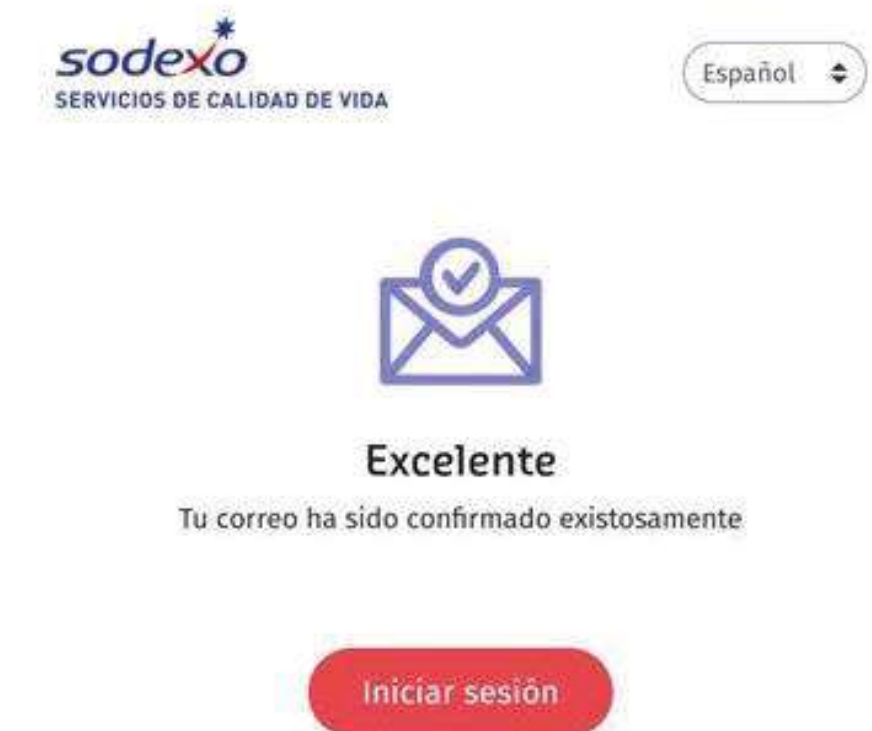 sodexo
SERVICIOS DE CALIDAD DE VIDA
Español
Excelente
Tu correo ha sido confirmado existosamente
Iniciar sesión